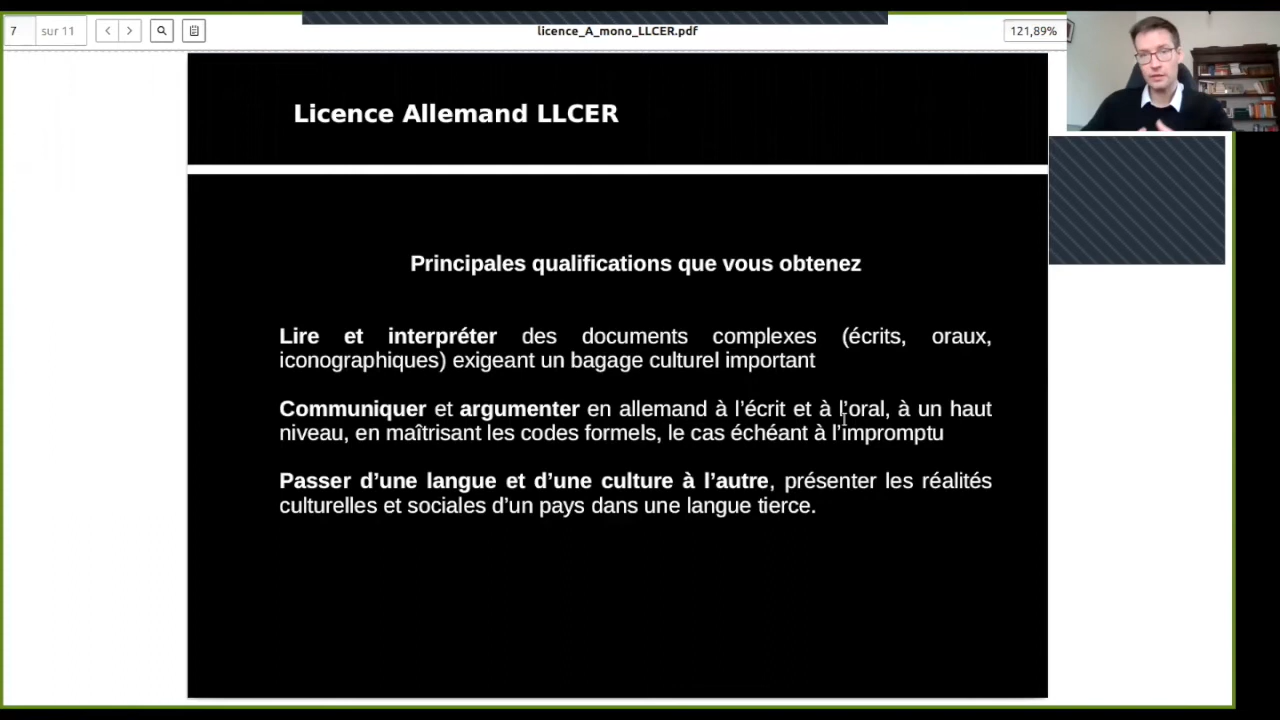 7 sur 11
licence_A_mono_LLCER.pdf
121,89%
Licence Allemand LLCER
Principales qualifications que vous obtenez
Lire et interpréter des documents complexes (écrits, oraux,
iconographiques) exigeant un bagage culturel important
Communiquer et argumenter en allemand à l’écrit et à l’oral, à un haut
niveau, en maîtrisant les codes formels, le cas échéant à l’impromptu
Passer d’une langue et d’une culture à l’autre, présenter les réalités
culturelles et sociales d’un pays dans une langue tierce.